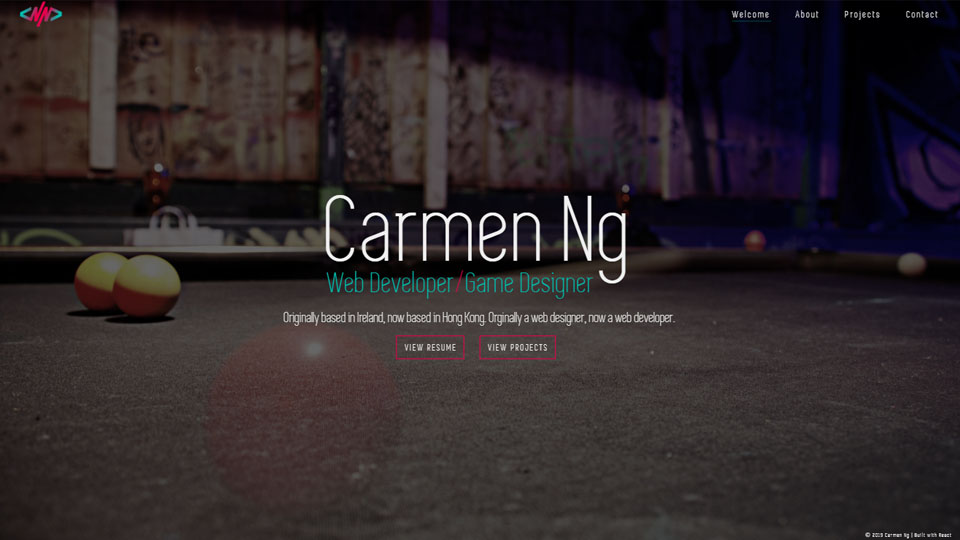 Welcome About Projects Contact
Carmen Ng
Web Developer/Game Designer
Originally based in Ireland, now based in Hong Kong. Orginally a web designer, now a web developer.
VIEW RESUME VIEW PROJECTS
© 2019 Carmen Ng | Built with React